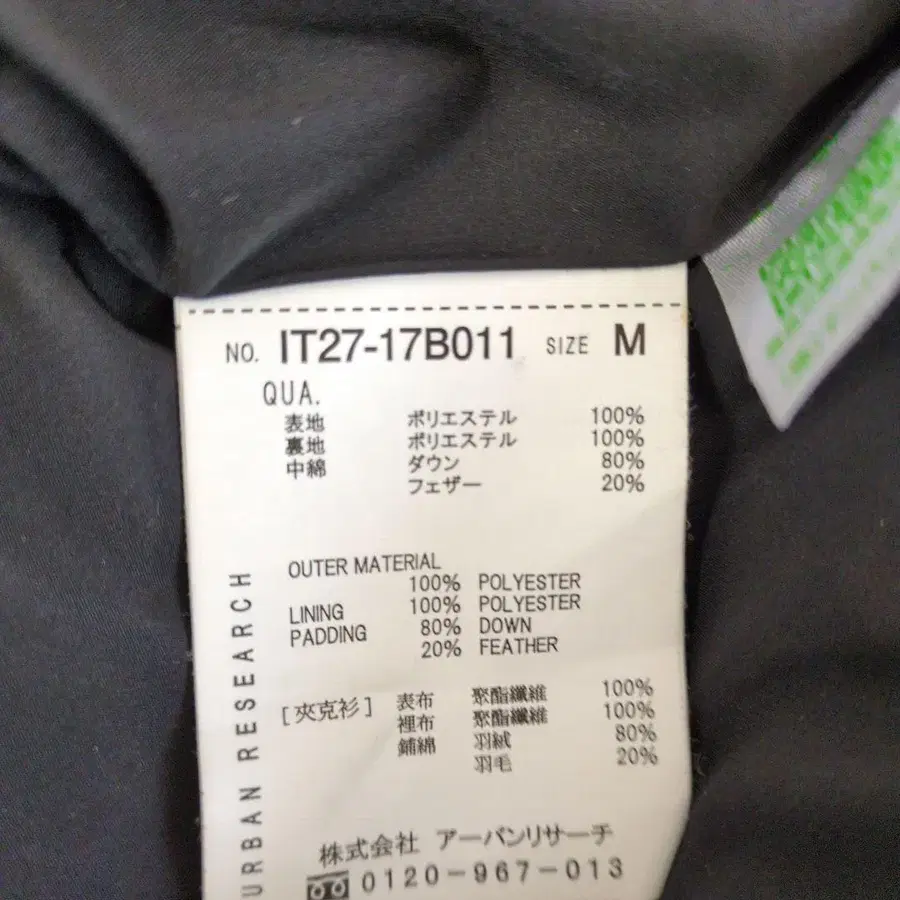 NO. IT27-17B011 SIZE M
QUA.
表地 ポリエステル 100%
裏地 ポリエステル 100%
中綿 ダウン 80%
フェザー 20%
OUTER MATERIAL
100% POLYESTER
LINING 100% POLYESTER
PADDING 80% DOWN
20% FEATHER
[夾克衫] 表布 聚酯纖維 100%
裡布 聚酯纖維 100%
鋪綿 羽絨 80%
羽毛 20%
URBAN RESEARCH
株式会社 アーバンリサーチ
0120-967-013